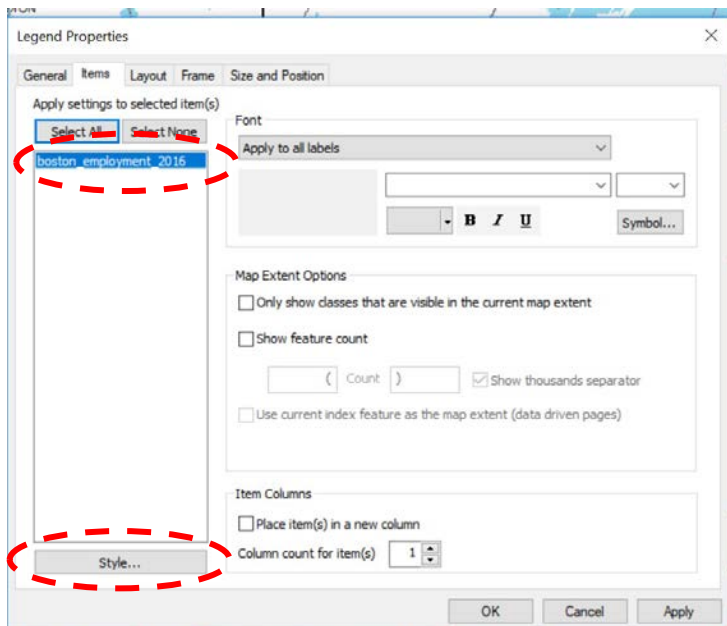 Legend Properties
General Items Layout Frame Size and Position
Apply settings to selected item(s)
Select All Select None
boston_employment_2016
Style...
Font
Apply to all labels
B I U Symbol...
Map Extent Options
Only show classes that are visible in the current map extent
Show feature count
( Count ) Show thousands separator
Use current index feature as the map extent (data driven pages)
Item Columns
Place item(s) in a new column
Column count for item(s) 1
OK Cancel Apply